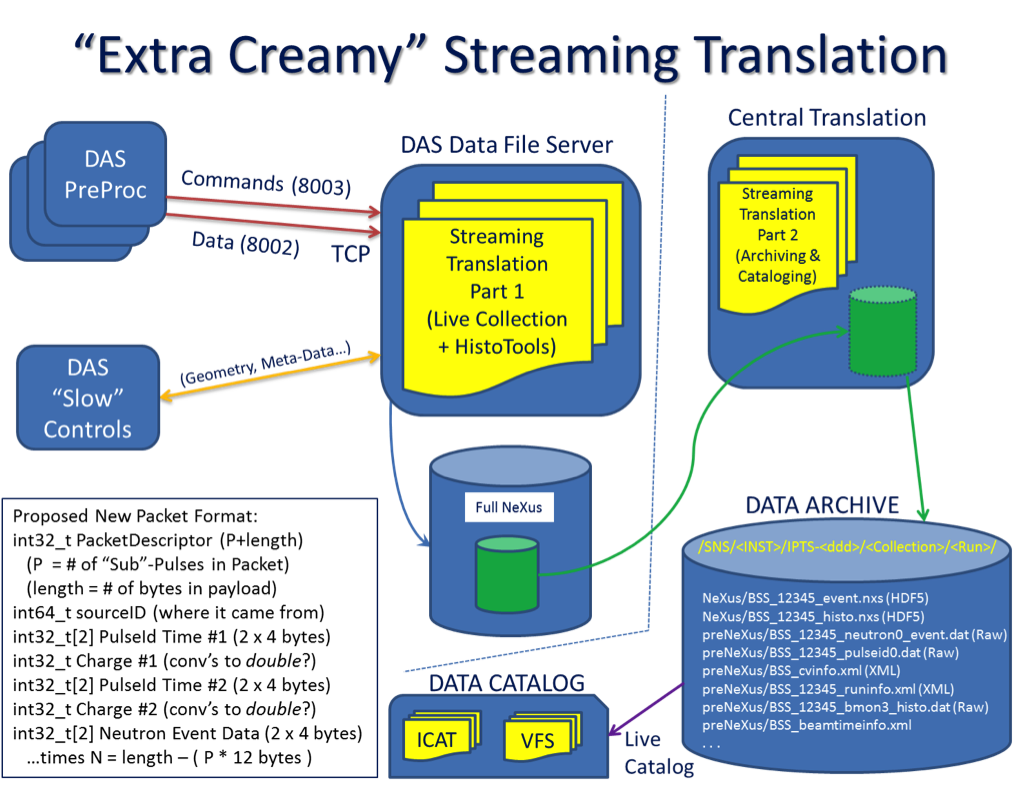 “Extra Creamy” Streaming Translation
DAS
PreProc
Commands (8003)
Data (8002)
TCP
DAS Data File Server
Streaming
Translation
Part 1
(Live Collection
+ HistoTools)
Central Translation
Streaming
Translation
Part 2
(Archiving &
Cataloging)
DAS
“Slow”
Controls
(Geometry, Meta-Data...)
Full NeXus
Proposed New Packet Format:
int32_t PacketDescriptor (P+length)
(P = # of “Sub”-Pulses in Packet)
(length = # of bytes in payload)
int64_t sourceID (where it came from)
int32_t[2] PulseId Time #1 (2 x 4 bytes)
int32_t Charge #1 (conv’s to double?)
int32_t[2] PulseId Time #2 (2 x 4 bytes)
int32_t Charge #2 (conv’s to double?)
int32_t[2] Neutron Event Data (2 x 4 bytes)
...times N = length – ( P * 12 bytes )
DATA ARCHIVE
/SNS/<INST>/IPTS-<ddd>/<Collection>/<Run>/
NeXus/BSS_12345_event.nxs (HDF5)
NeXus/BSS_12345_histo.nxs (HDF5)
preNeXus/BSS_12345_neutron0_event.dat (Raw)
preNeXus/BSS_12345_pulseid0.dat (Raw)
preNeXus/BSS_cvinfo.xml (XML)
preNeXus/BSS_12345_runinfo.xml (XML)
preNeXus/BSS_12345_bmon3_histo.dat (Raw)
preNeXus/BSS_beamtimeinfo.xml
. . .
DATA CATALOG
ICAT
VFS
Live
Catalog